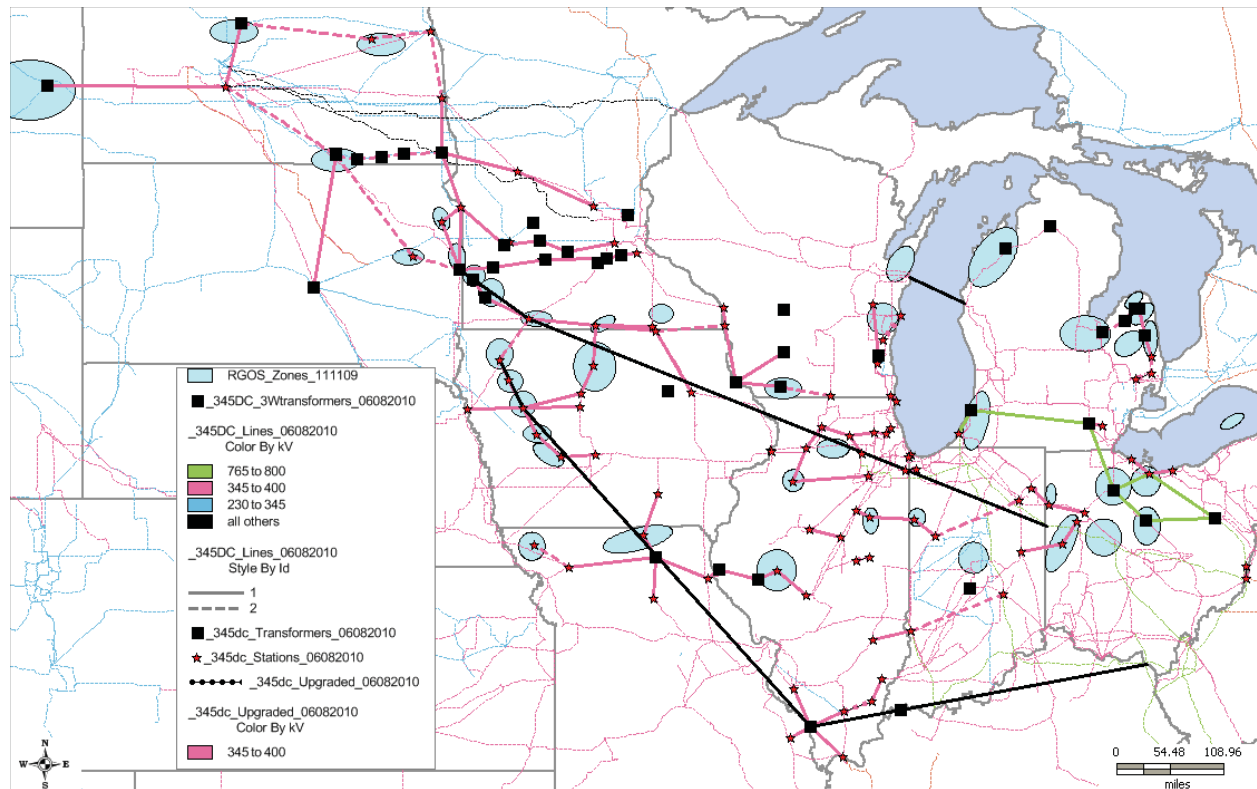 RGOS_Zones_111109
_345DC_3Wtransformers_06082010
_345DC_Lines_06082010
Color By kV
765 to 800
345 to 400
230 to 345
all others
_345DC_Lines_06082010
Style By Id
1
2
_345dc_Transformers_06082010
_345dc_Stations_06082010
_345dc_Upgraded_06082010
_345dc_Upgraded_06082010
Color By kV
345 to 400
N
W E
S
0 54.48 108.96
miles